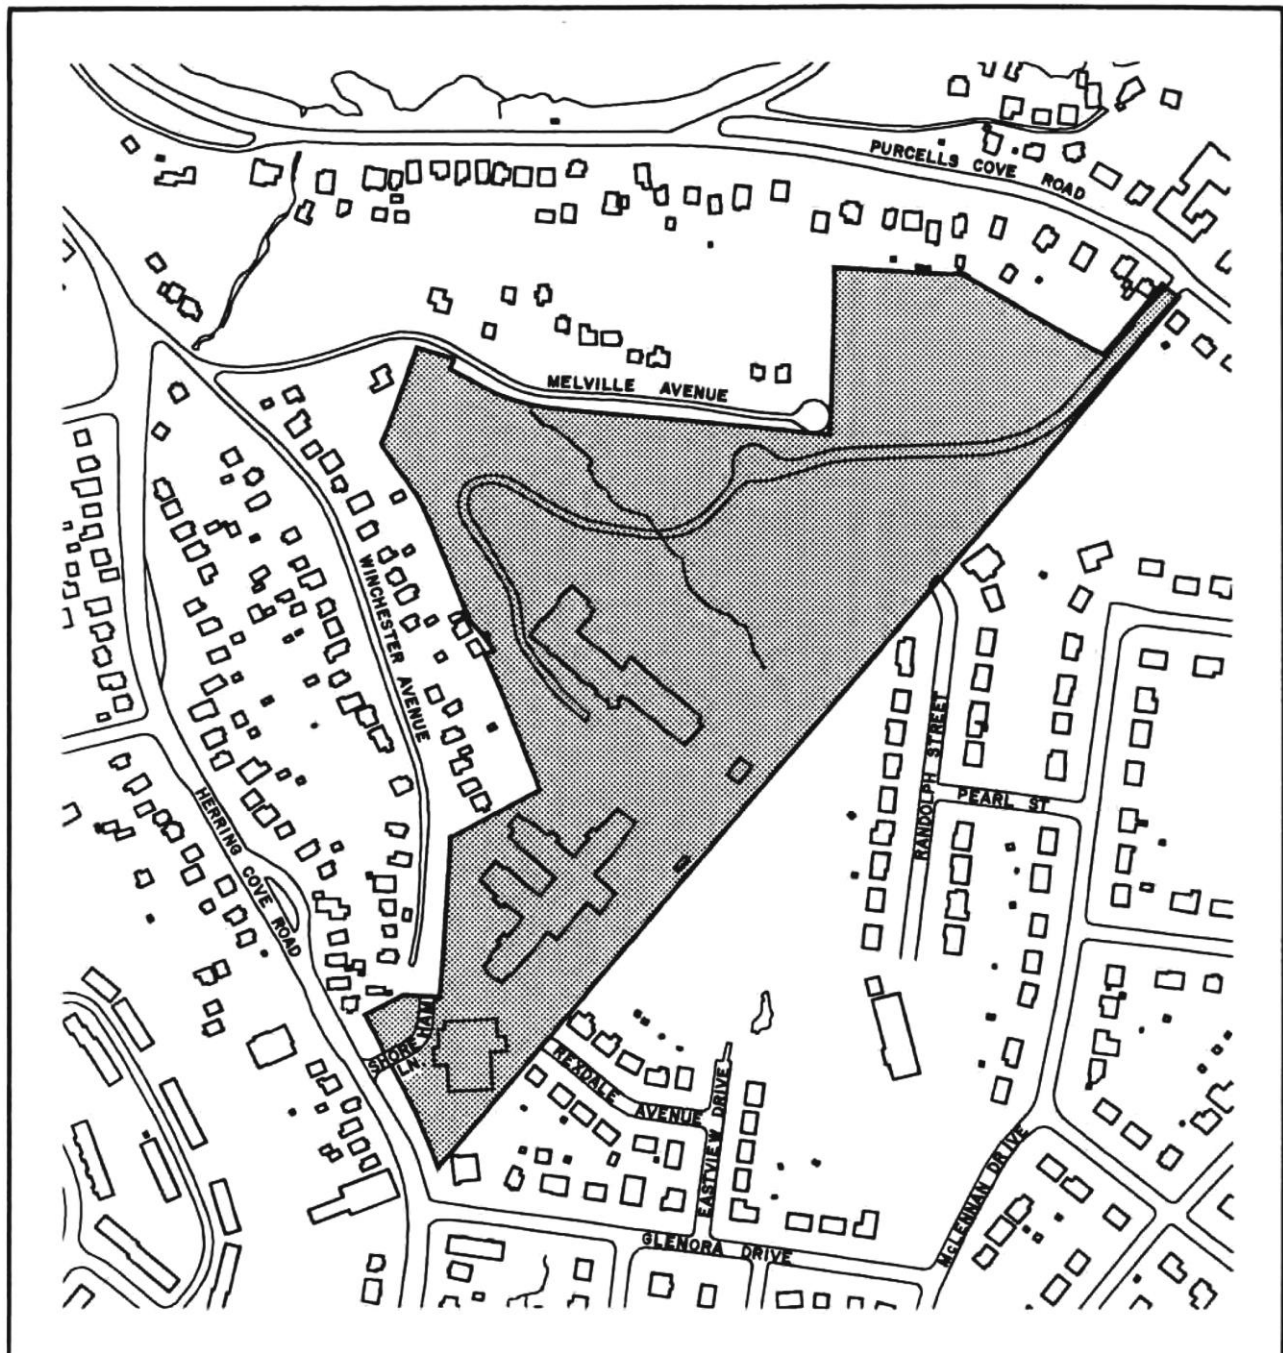 PURCELLS COVE ROAD
MELVILLE AVENUE
WINCHESTER AVENUE
RANDOLPH STREET
PEARL ST
HERRING COVE ROAD
SHOREHAM
LN.
REXDALE AVENUE
EASTVIEW DRIVE
McLENNAN DRIVE
GLENORA DRIVE